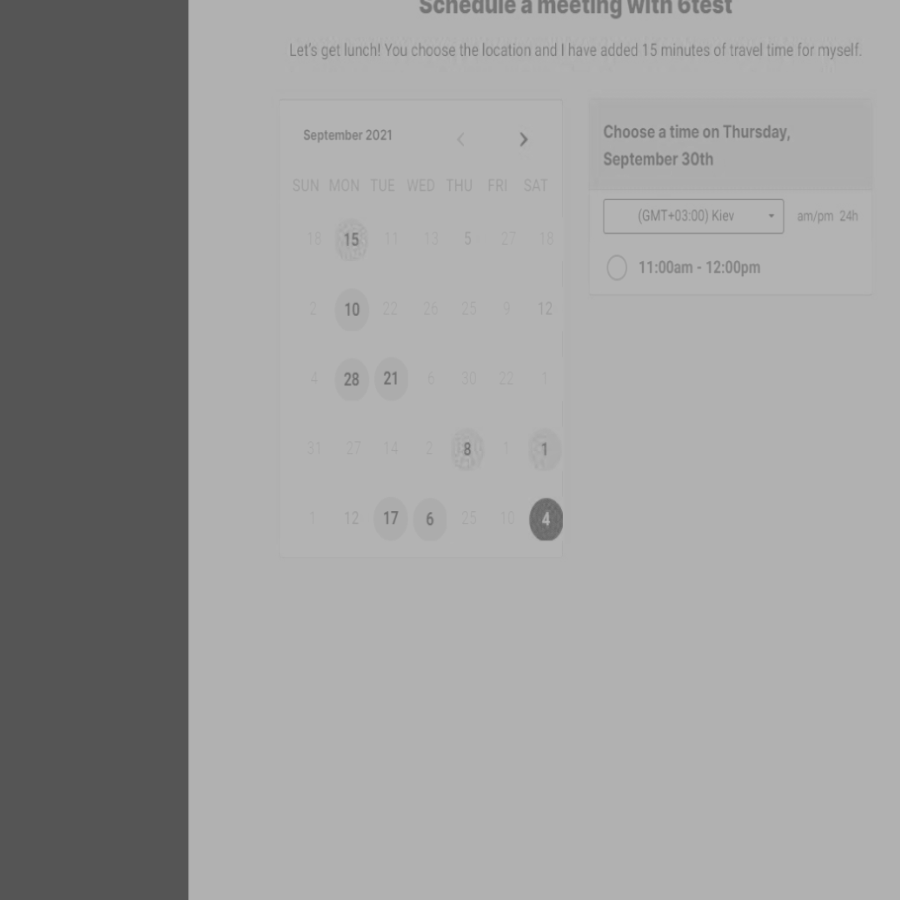 Schedule a meeting with 6test
Let's get lunch! You choose the location and I have added 15 minutes of travel time for myself.
September 2021
SUN MON TUE WED THU FRI SAT
18 15 11 13 5 27 18
2 10 22 26 25 9 12
4 28 21 6 30 22 1
31 27 14 2 8 1 1
1 12 17 6 25 10 4
Choose a time on Thursday,
September 30th
(GMT+03:00) Kiev am/pm 24h
11:00am - 12:00pm